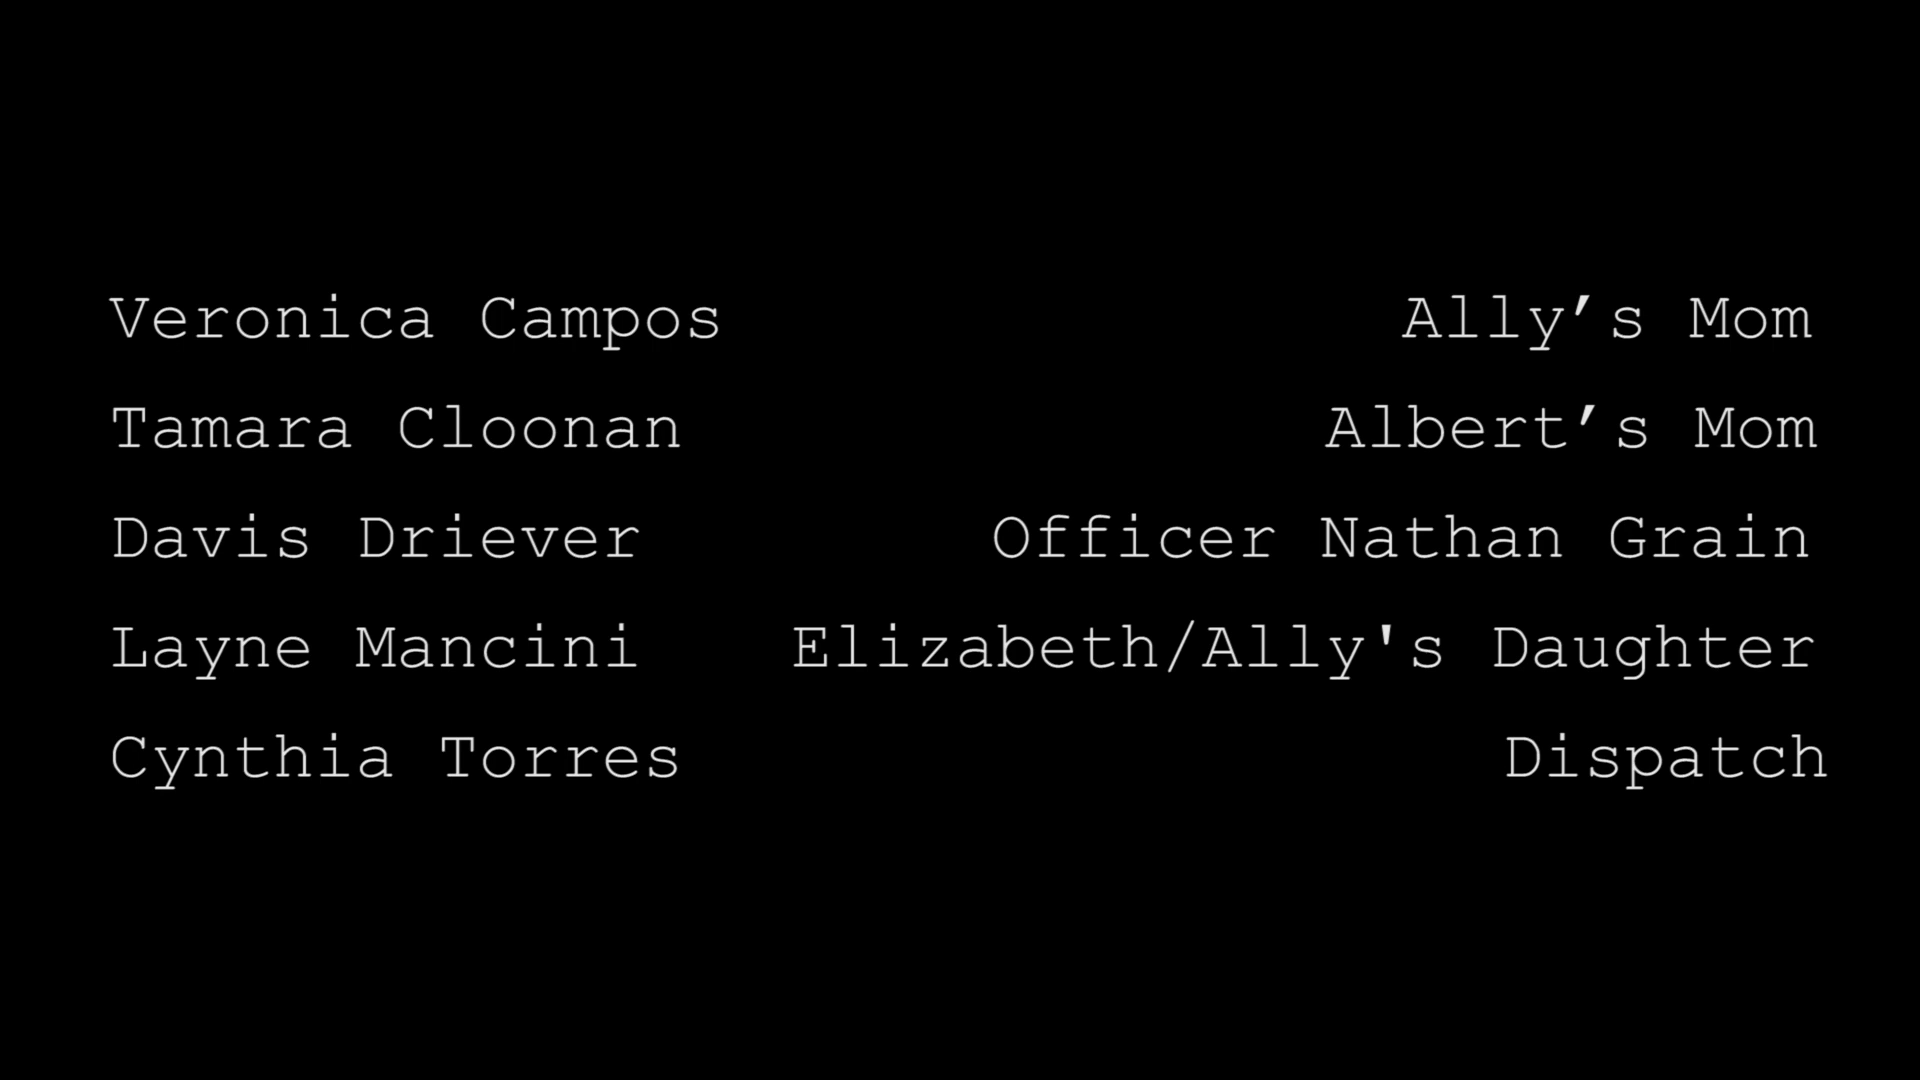 Veronica Campos Ally’s Mom
Tamara Cloonan Albert’s Mom
Davis Driever Officer Nathan Grain
Layne Mancini Elizabeth/Ally's Daughter
Cynthia Torres Dispatch